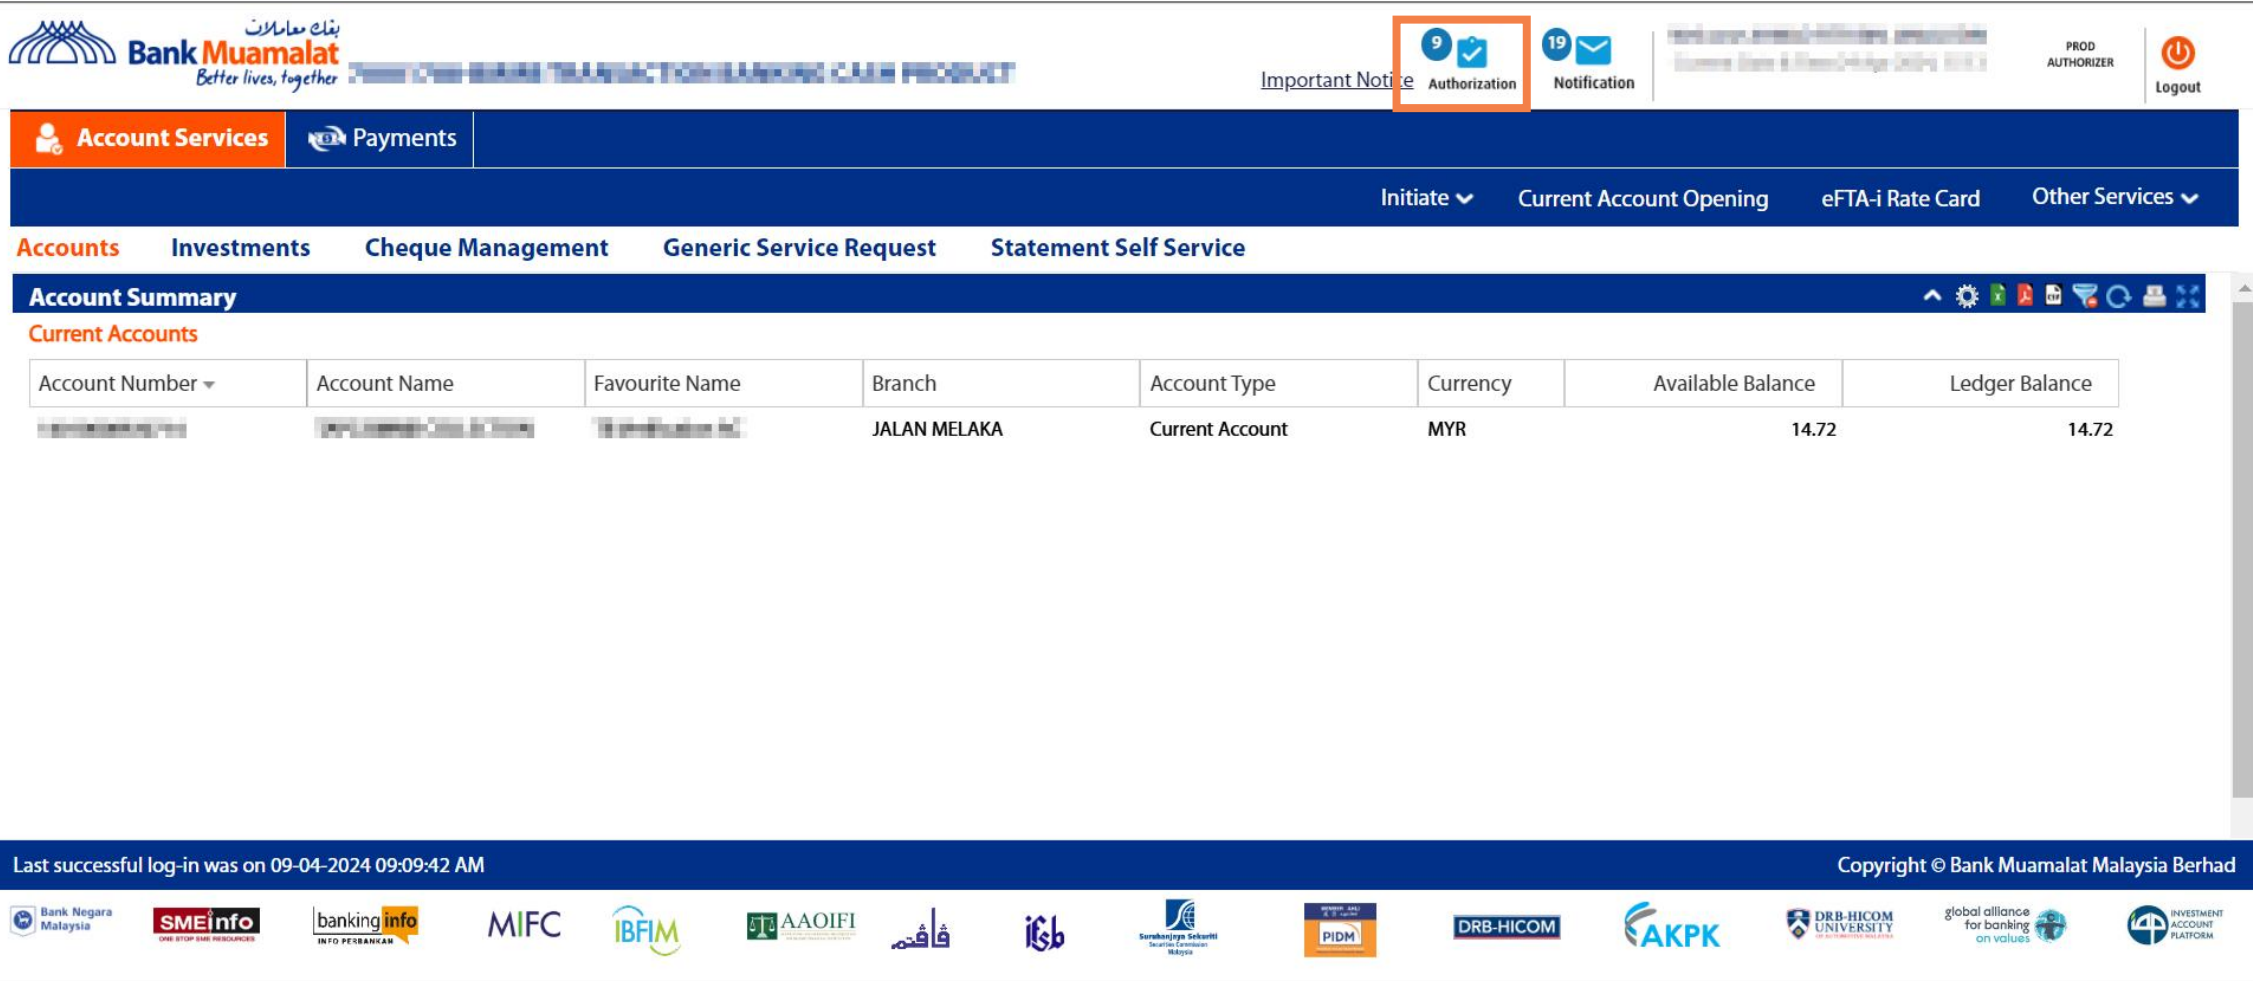 بنك معاملات
Bank Muamalat
Better lives, together
Important Notice
9
Authorization
19
Notification
PROD
AUTHORIZER
Logout
Account Services
Payments
Initiate
Current Account Opening
eFTA-i Rate Card
Other Services
Accounts
Investments
Cheque Management
Generic Service Request
Statement Self Service
Account Summary
Current Accounts
Account Number
Account Name
Favourite Name
Branch
Account Type
Currency
Available Balance
Ledger Balance
JALAN MELAKA
Current Account
MYR
14.72
14.72
Last successful log-in was on 09-04-2024 09:09:42 AM
Copyright © Bank Muamalat Malaysia Berhad
Bank Negara
Malaysia
SMEinfo
ONE STOP SME RESOURCES
bankinginfo
INFO PERBANKAN
MIFC
IBFIM
AAOIFI
Suruhanjaya Sekuriti
Securities Commission
Malaysia
PIDM
DRB-HICOM
AKPK
DRB-HICOM
UNIVERSITY
global alliance
for banking
on values
INVESTMENT
ACCOUNT
PLATFORM